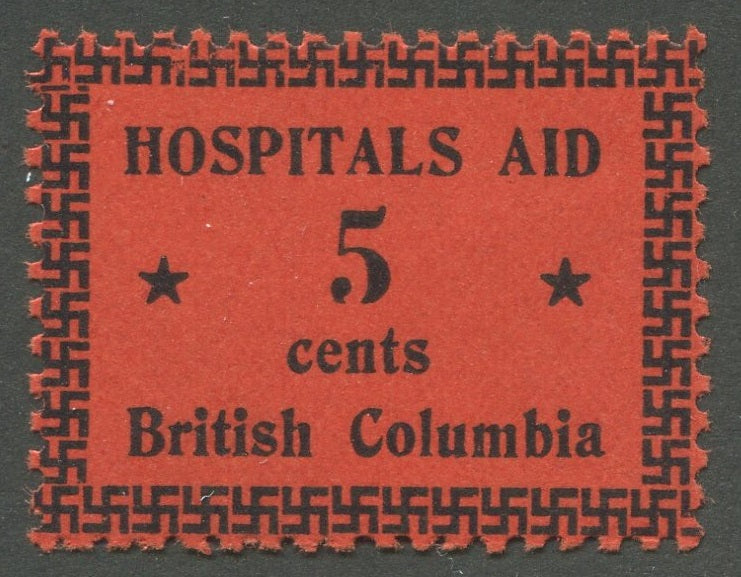 HOSPITALS AID
5
cents
British Columbia